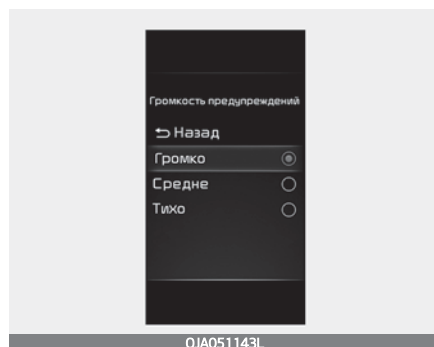 Громкость предупреждений
Назад
Громко
Средне
Тихо
OJA051143L